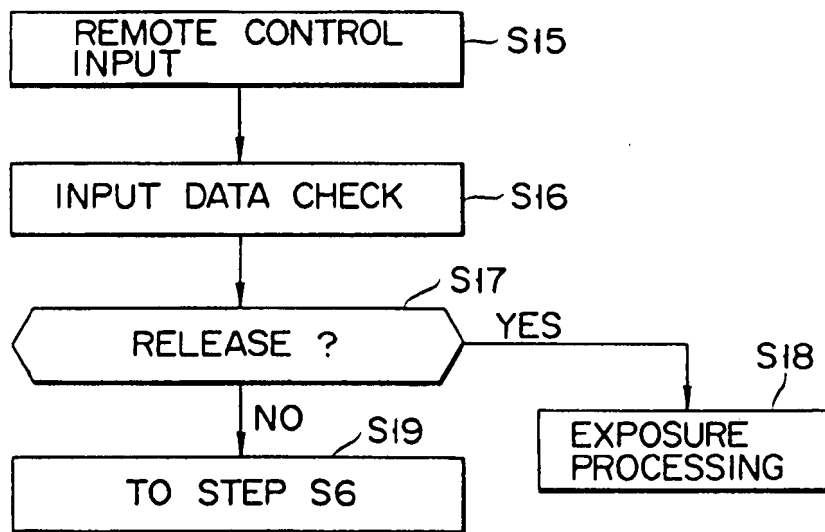 REMOTE CONTROL
INPUT
S15
INPUT DATA CHECK
S16
S17
RELEASE ?
YES
S18
NO
EXPOSURE
PROCESSING
S19
TO STEP S6